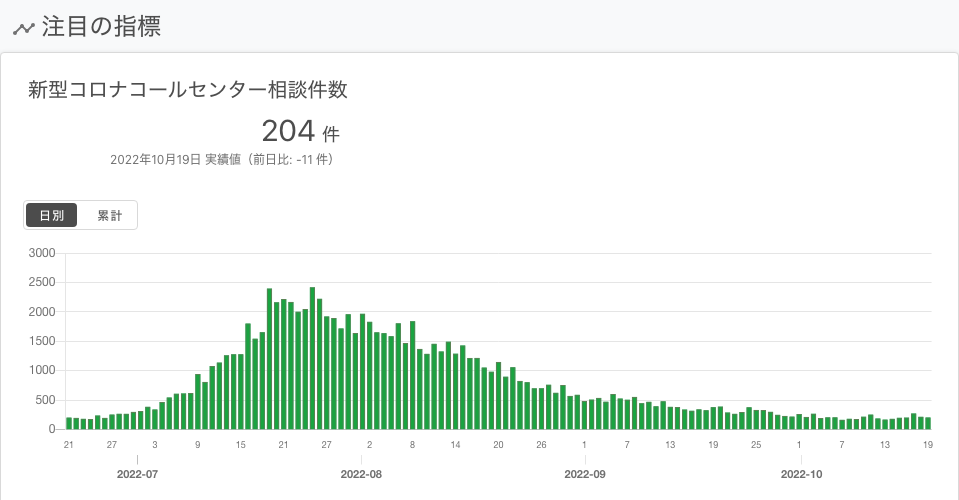 注目の指標
新型コロナコールセンター相談件数
204 件
2022年10月19日 実績値（前日比: -11 件）
日別 累計
3000
2500
2000
1500
1000
500
0
21 27 3 9 15 21 27 2 8 14 20 26 1 7 13 19 25 1 7 13 19
2022-07 2022-08 2022-09 2022-10